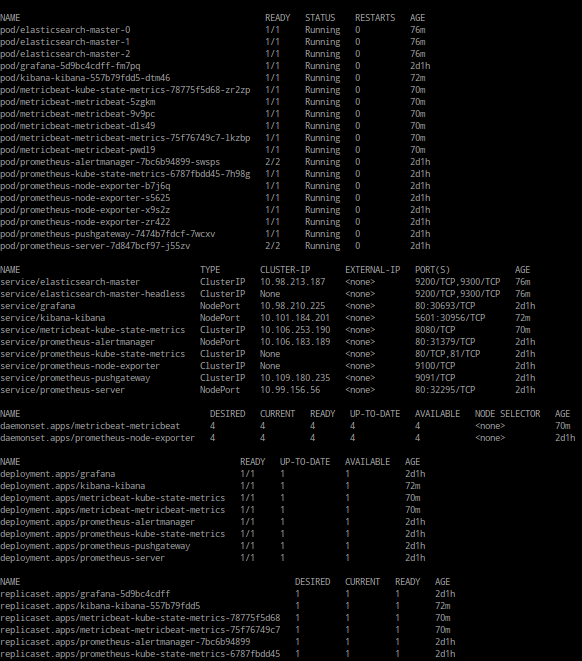 NAME READY STATUS RESTARTS AGE
pod/elasticsearch-master-0 1/1 Running 0 76m
pod/elasticsearch-master-1 1/1 Running 0 76m
pod/elasticsearch-master-2 1/1 Running 0 76m
pod/grafana-5d9bc4cdff-fm7pq 1/1 Running 0 2d1h
pod/kibana-kibana-557b79fdd5-dtm46 1/1 Running 0 72m
pod/metricbeat-kube-state-metrics-78775f5d68-zr2zp 1/1 Running 0 70m
pod/metricbeat-metricbeat-5zgkm 1/1 Running 0 70m
pod/metricbeat-metricbeat-9v9pc 1/1 Running 0 70m
pod/metricbeat-metricbeat-dls49 1/1 Running 0 70m
pod/metricbeat-metricbeat-metrics-75f76749c7-lkzbp 1/1 Running 0 70m
pod/metricbeat-metricbeat-pwd19 1/1 Running 0 70m
pod/prometheus-alertmanager-7bc6b94899-swsps 2/2 Running 0 2d1h
pod/prometheus-kube-state-metrics-6787fbdd45-7h98g 1/1 Running 0 2d1h
pod/prometheus-node-exporter-b7j6q 1/1 Running 0 2d1h
pod/prometheus-node-exporter-s5625 1/1 Running 0 2d1h
pod/prometheus-node-exporter-x9s2z 1/1 Running 0 2d1h
pod/prometheus-node-exporter-zr422 1/1 Running 0 2d1h
pod/prometheus-pushgateway-7474b7fdcf-7wcxv 1/1 Running 0 2d1h
pod/prometheus-server-7d847bcf97-j55zv 2/2 Running 0 2d1h
NAME TYPE CLUSTER-IP EXTERNAL-IP PORT(S) AGE
service/elasticsearch-master ClusterIP 10.98.213.187 <none> 9200/TCP,9300/TCP 76m
service/elasticsearch-master-headless ClusterIP None <none> 9200/TCP,9300/TCP 76m
service/grafana NodePort 10.98.210.225 <none> 80:30693/TCP 2d1h
service/kibana-kibana NodePort 10.101.184.201 <none> 5601:30956/TCP 72m
service/metricbeat-kube-state-metrics ClusterIP 10.106.253.190 <none> 8080/TCP 70m
service/prometheus-alertmanager NodePort 10.106.183.189 <none> 80:31379/TCP 2d1h
service/prometheus-kube-state-metrics ClusterIP None <none> 80/TCP,81/TCP 2d1h
service/prometheus-node-exporter ClusterIP None <none> 9100/TCP 2d1h
service/prometheus-pushgateway ClusterIP 10.109.180.235 <none> 9091/TCP 2d1h
service/prometheus-server NodePort 10.99.156.56 <none> 80:32295/TCP 2d1h
NAME DESIRED CURRENT READY UP-TO-DATE AVAILABLE NODE SELECTOR AGE
daemonset.apps/metricbeat-metricbeat 4 4 4 4 4 <none> 70m
daemonset.apps/prometheus-node-exporter 4 4 4 4 4 <none> 2d1h
NAME READY UP-TO-DATE AVAILABLE AGE
deployment.apps/grafana 1/1 1 1 2d1h
deployment.apps/kibana-kibana 1/1 1 1 72m
deployment.apps/metricbeat-kube-state-metrics 1/1 1 1 70m
deployment.apps/metricbeat-metricbeat-metrics 1/1 1 1 70m
deployment.apps/prometheus-alertmanager 1/1 1 1 2d1h
deployment.apps/prometheus-kube-state-metrics 1/1 1 1 2d1h
deployment.apps/prometheus-pushgateway 1/1 1 1 2d1h
deployment.apps/prometheus-server 1/1 1 1 2d1h
NAME DESIRED CURRENT READY AGE
replicaset.apps/grafana-5d9bc4cdff 1 1 1 2d1h
replicaset.apps/kibana-kibana-557b79fdd5 1 1 1 72m
replicaset.apps/metricbeat-kube-state-metrics-78775f5d68 1 1 1 70m
replicaset.apps/metricbeat-metricbeat-metrics-75f76749c7 1 1 1 70m
replicaset.apps/prometheus-alertmanager-7bc6b94899 1 1 1 2d1h
replicaset.apps/prometheus-kube-state-metrics-6787fbdd45 1 1 1 2d1h